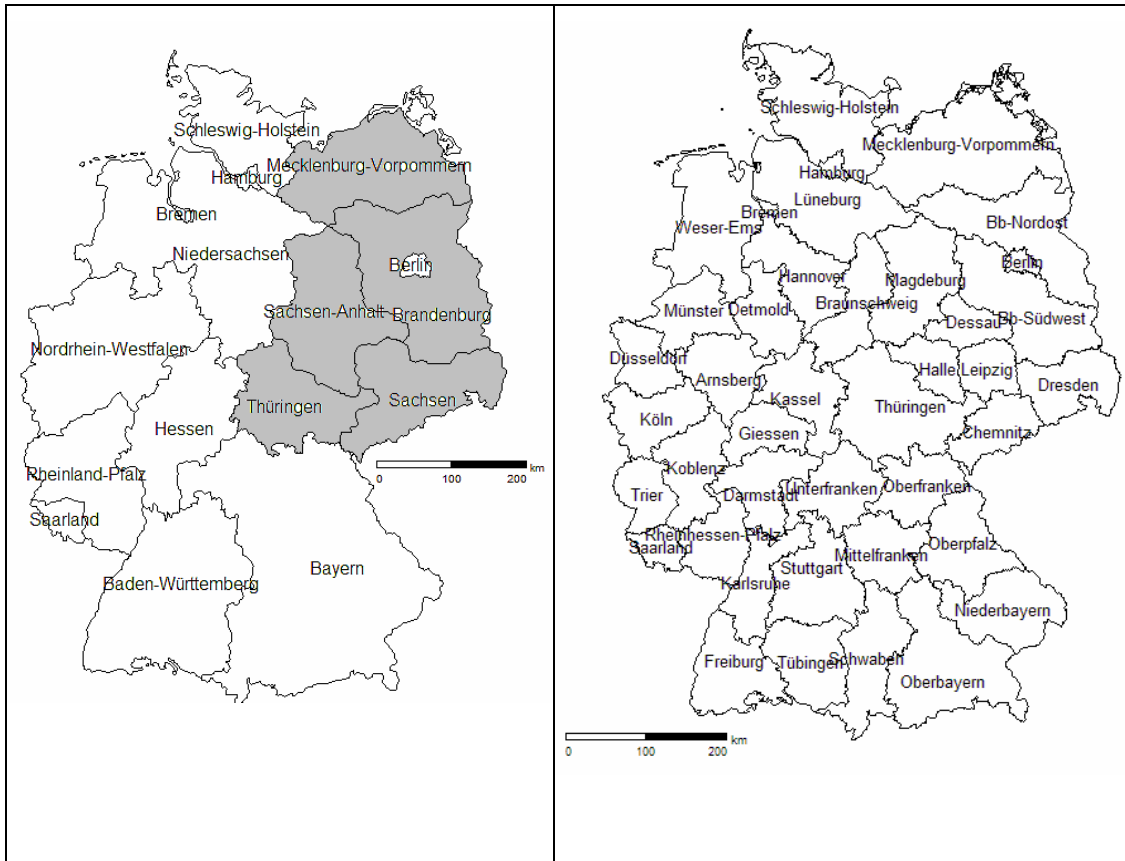 Schleswig-Holstein
Mecklenburg-Vorpommern
Hamburg
Bremen
Niedersachsen
Berlin
Sachsen-Anhalt
Brandenburg
Nordrhein-Westfalen
Thüringen
Sachsen
Hessen
Rheinland-Pfalz
Saarland
Bayern
Baden-Württemberg
km
0 100 200
Schleswig-Holstein
Mecklenburg-Vorpommern
Hamburg
Lüneburg
Bremen
Weser-Ems
Bb-Nordost
Berlin
Hannover
Magdeburg
Braunschweig
Münster
Detmold
Dessau
Bb-Südwest
Düsseldorf
Arnsberg
Halle
Leipzig
Dresden
Kassel
Thüringen
Köln
Giessen
Chemnitz
Koblenz
Trier
Darmstadt
Unterfranken
Oberfranken
Rheinhessen-Pfalz
Saarland
Mittelfranken
Oberpfalz
Stuttgart
Karlsruhe
Niederbayern
Freiburg
Tübingen
Schwaben
Oberbayern
km
0 100 200